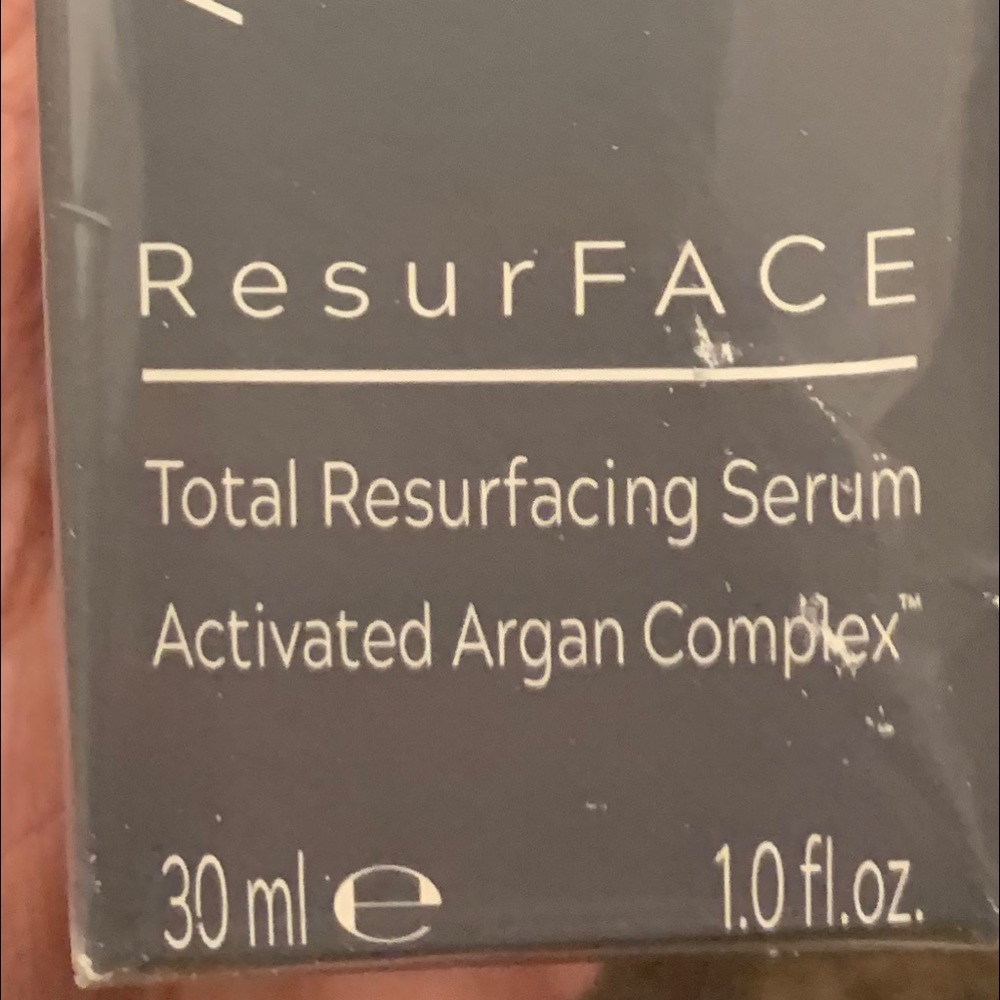 ResurFACE
Total Resurfacing Serum
Activated Argan Complex™
30 ml ℮
1.0 fl.oz.